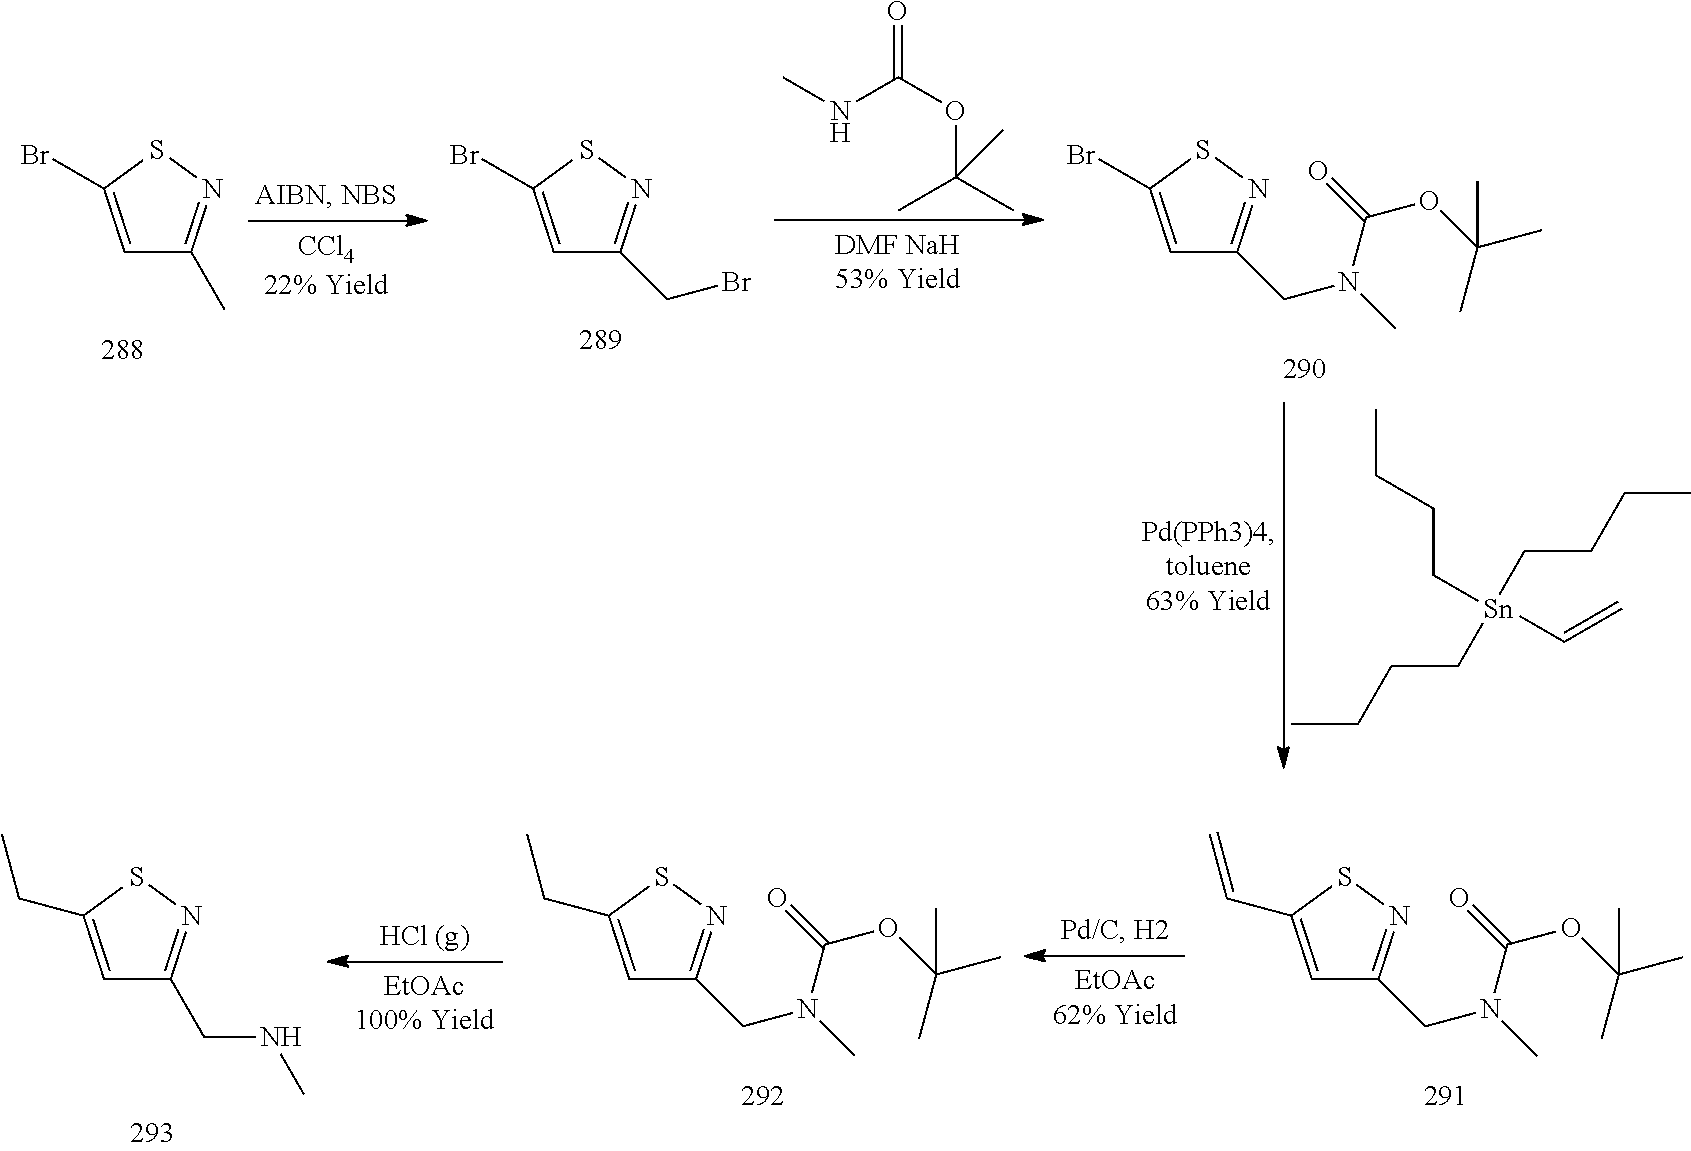 O
N
H
O
Br
S
N
AIBN, NBS
CCl4
22% Yield
288
Br
S
N
Br
289
DMF NaH
53% Yield
Br
S
N
O
O
N
290
Pd(PPh3)4,
toluene
63% Yield
Sn
S
N
O
O
N
291
Pd/C, H2
EtOAc
62% Yield
S
N
O
O
N
292
HCl (g)
EtOAc
100% Yield
S
N
NH
293